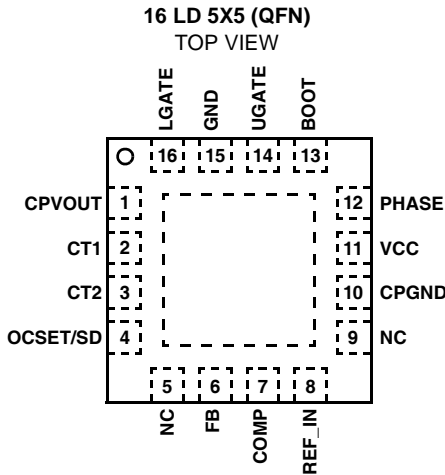 16 LD 5X5 (QFN)
TOP VIEW
LGATE
GND
UGATE
BOOT
16
15
14
13
CPVOUT 1
12 PHASE
CT1 2
11 VCC
CT2 3
10 CPGND
OCSET/SD 4
9 NC
5
6
7
8
NC
FB
COMP
REF_IN